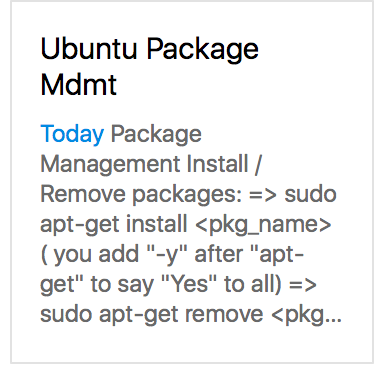 Ubuntu Package
Mdmt
Today Package
Management Install /
Remove packages: => sudo
apt-get install <pkg_name>
( you add "-y" after "apt-
get" to say "Yes" to all) =>
sudo apt-get remove <pkg...